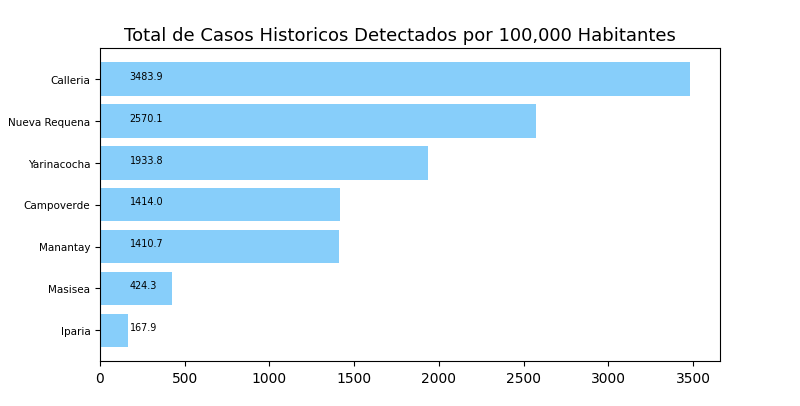 Total de Casos Historicos Detectados por 100,000 Habitantes
Calleria 3483.9
Nueva Requena 2570.1
Yarinacocha 1933.8
Campoverde 1414.0
Manantay 1410.7
Masisea 424.3
Iparia 167.9
0 500 1000 1500 2000 2500 3000 3500